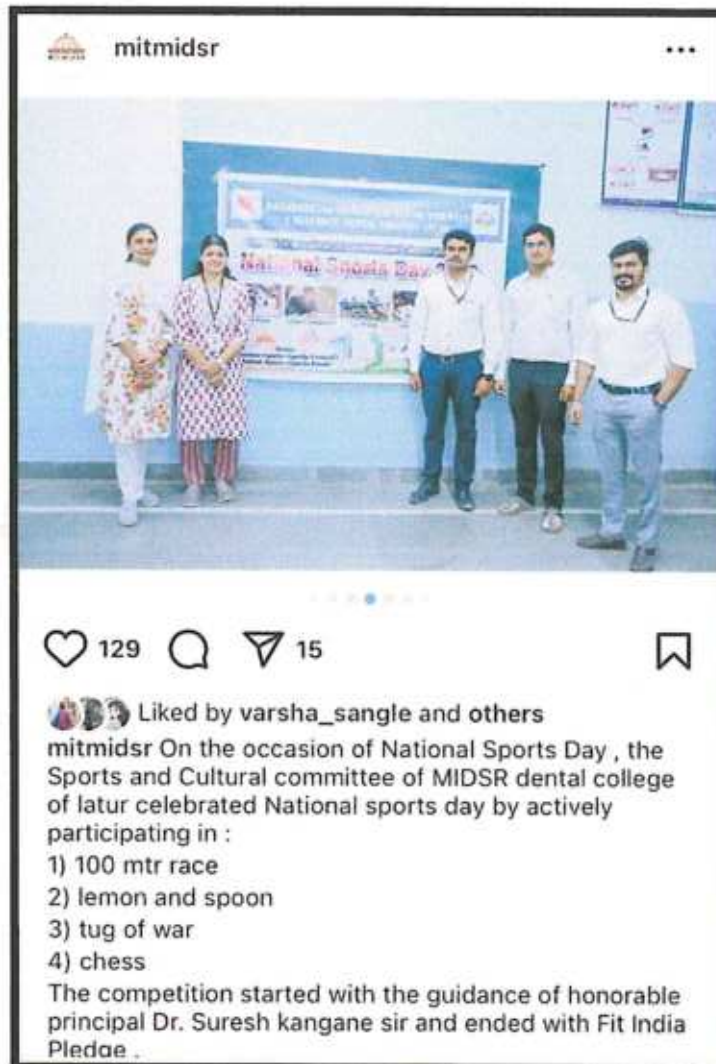 mitmidsr
National Sports Day
129
15
Liked by varsha_sangle and others
mitmidsr On the occasion of National Sports Day , the
Sports and Cultural committee of MIDSR dental college
of latur celebrated National sports day by actively
participating in :
1) 100 mtr race
2) lemon and spoon
3) tug of war
4) chess
The competition started with the guidance of honorable
principal Dr. Suresh kangane sir and ended with Fit India
Pledge .